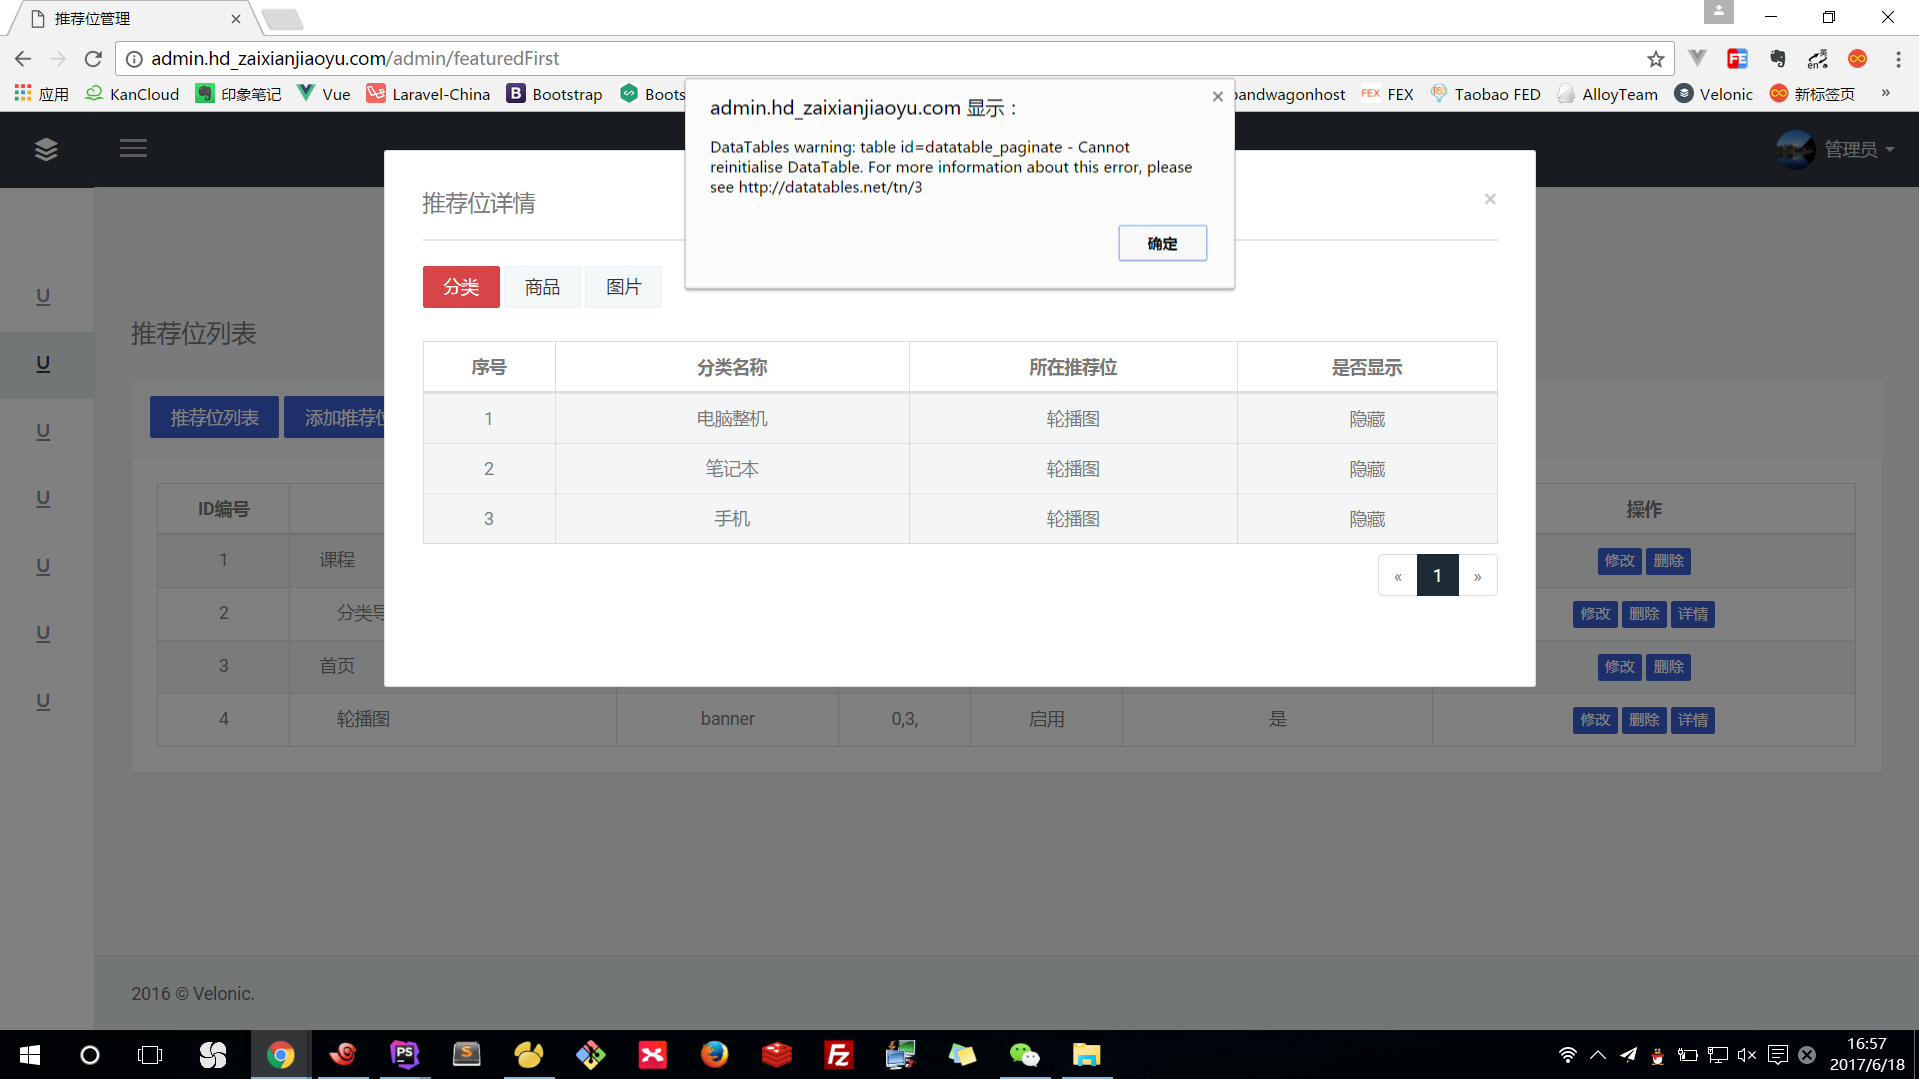 推荐位管理
admin.hd_zaixianjiaoyu.com/admin/featuredFirst
应用 KanCloud 印象笔记 Vue Laravel-China Bootstrap Boots andwagonhost FEX Taobao FED AlloyTeam Velonic 新标签页 »
admin.hd_zaixianjiaoyu.com 显示：
DataTables warning: table id=datatable_paginate - Cannot
reinitialise DataTable. For more information about this error, please
see http://datatables.net/tn/3
确定
管理员
推荐位详情 ×
分类 商品 图片
序号 分类名称 所在推荐位 是否显示
1 电脑整机 轮播图 隐藏
2 笔记本 轮播图 隐藏
3 手机 轮播图 隐藏
« 1 »
U
U
U
U
U
U
U
推荐位列表
推荐位列表 添加推荐位
ID编号 操作
1 课程 修改 删除
2 分类导 修改 删除 详情
3 首页 修改 删除
4 轮播图 banner 0,3, 启用 是 修改 删除 详情
2016 © Velonic.
16:57
2017/6/18